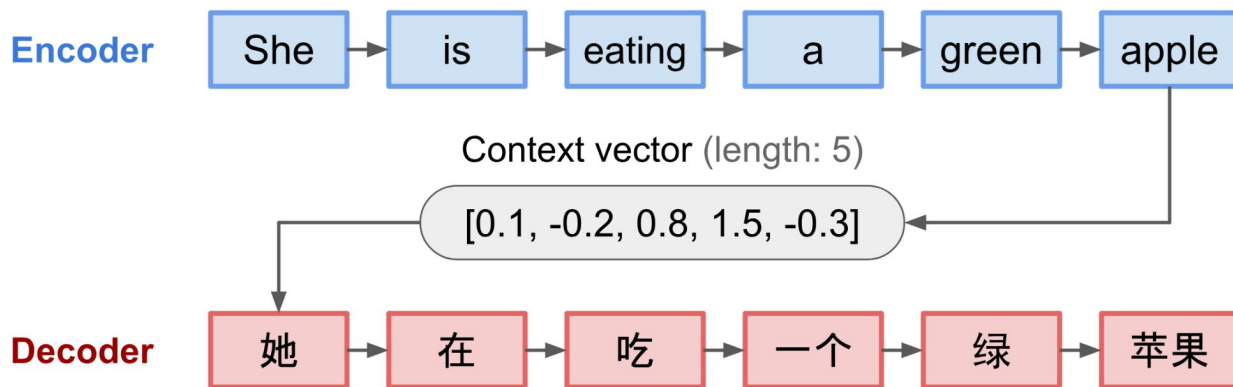 Encoder She is eating a green apple
Context vector (length: 5)
[0.1, -0.2, 0.8, 1.5, -0.3]
Decoder 她 在 吃 一个 绿 苹果